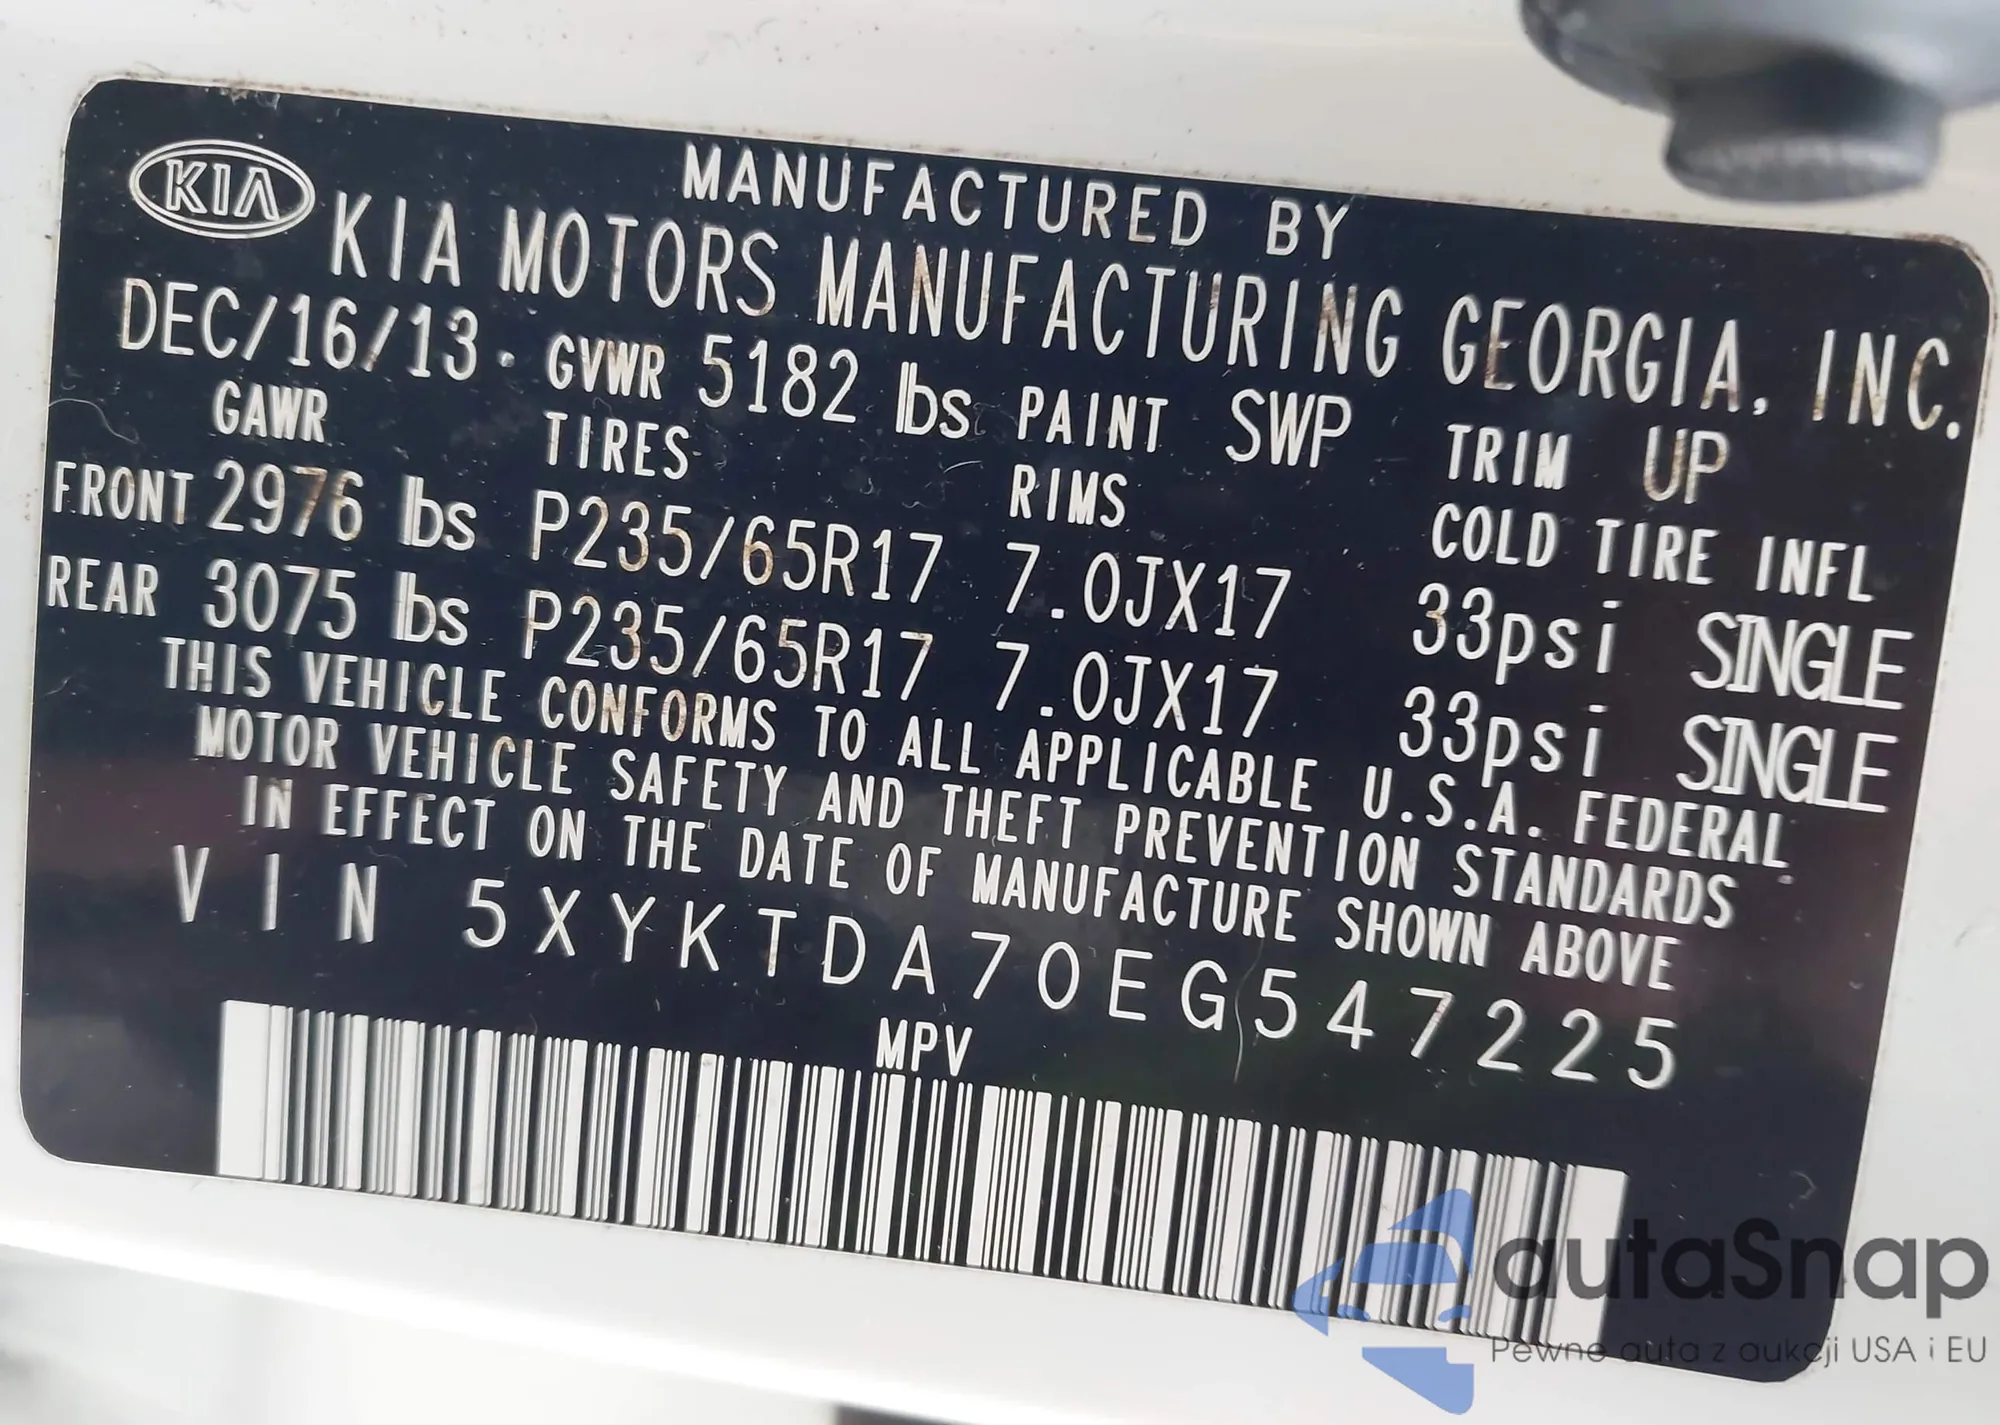 KIA
MANUFACTURED BY
KIA MOTORS MANUFACTURING GEORGIA, INC.
DEC/16/13 GVWR 5182 lbs PAINT SWP TRIM UP
GAWR TIRES RIMS COLD TIRE INFL
FRONT 2976 lbs P235/65R17 7.0JX17 33psi SINGLE
REAR 3075 lbs P235/65R17 7.0JX17 33psi SINGLE
THIS VEHICLE CONFORMS TO ALL APPLICABLE U.S.A. FEDERAL
MOTOR VEHICLE SAFETY AND THEFT PREVENTION STANDARDS
IN EFFECT ON THE DATE OF MANUFACTURE SHOWN ABOVE
VIN 5XYKTDA70EG547225
MPV
autaSnap
Pewne auta z aukcji USA i EU